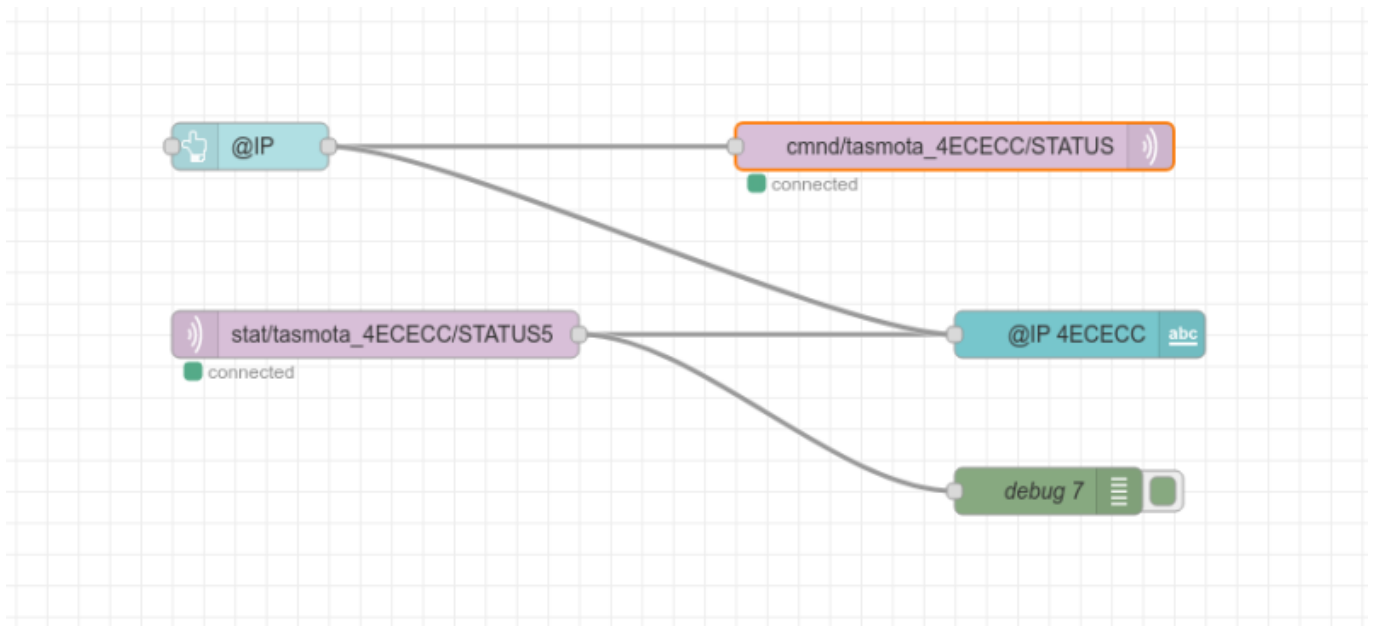 @IP
cmnd/tasmota_4ECECC/STATUS
connected
stat/tasmota_4ECECC/STATUS5
@IP 4ECECC
abc
connected
debug 7